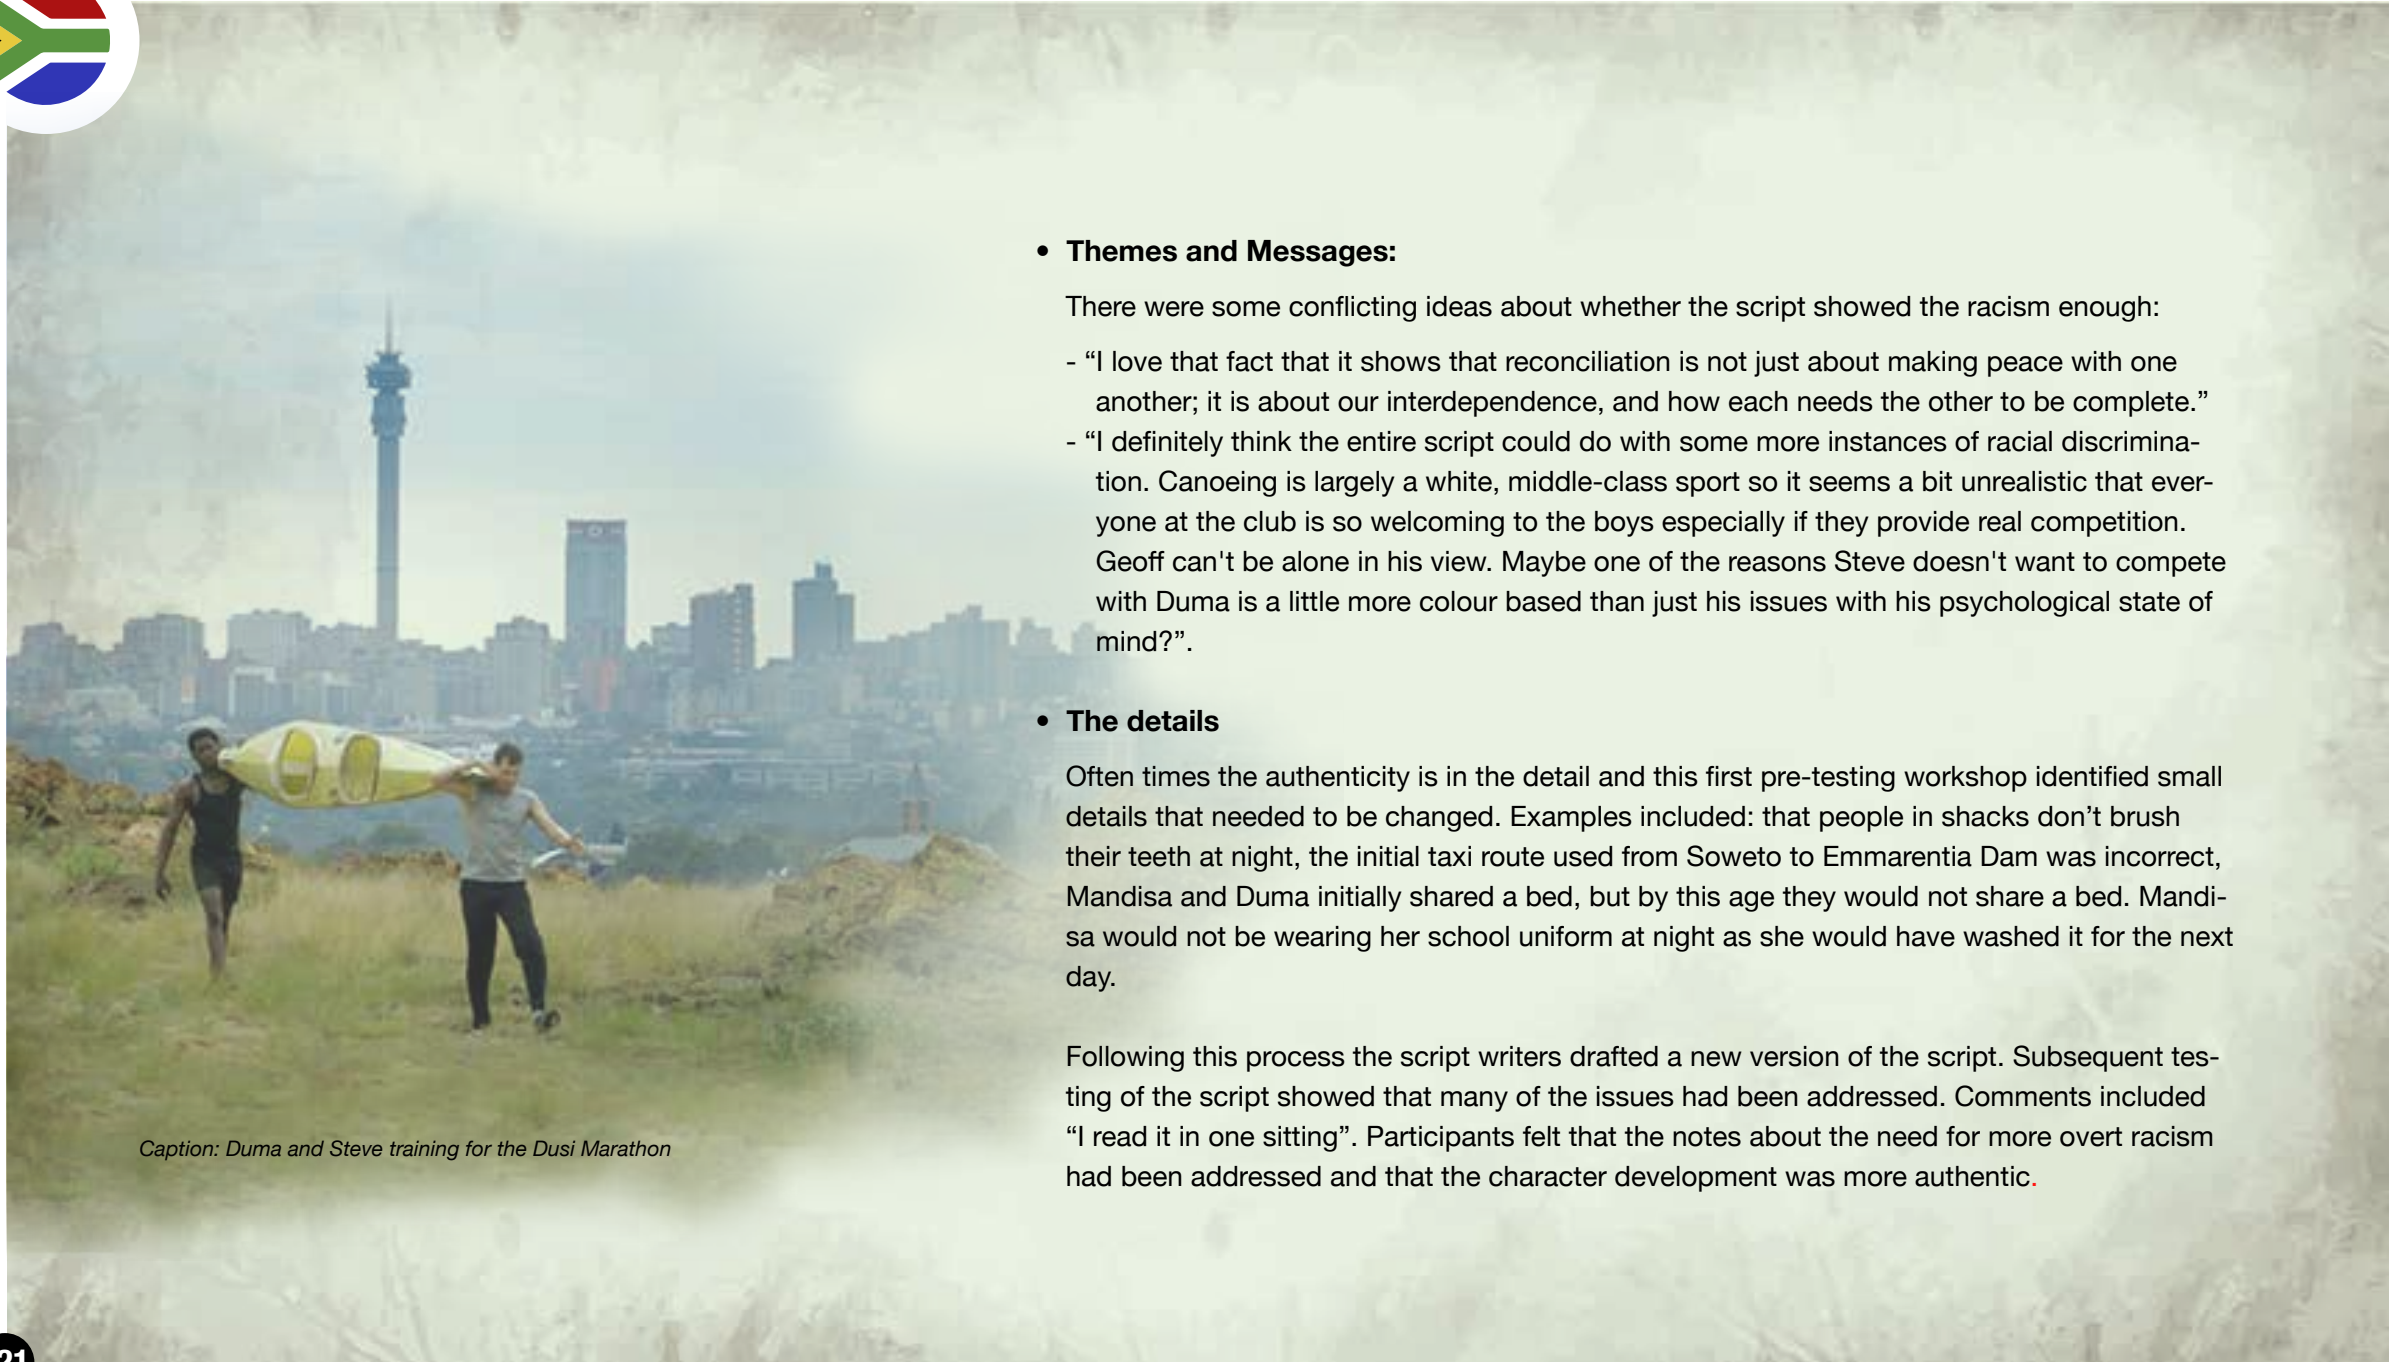 • Themes and Messages:
There were some conflicting ideas about whether the script showed the racism enough:
- “I love that fact that it shows that reconciliation is not just about making peace with one
another; it is about our interdependence, and how each needs the other to be complete.”
- “I definitely think the entire script could do with some more instances of racial discrimina-
tion. Canoeing is largely a white, middle-class sport so it seems a bit unrealistic that ever-
yone at the club is so welcoming to the boys especially if they provide real competition.
Geoff can't be alone in his view. Maybe one of the reasons Steve doesn't want to compete
with Duma is a little more colour based than just his issues with his psychological state of
mind?”.
• The details
Often times the authenticity is in the detail and this first pre-testing workshop identified small
details that needed to be changed. Examples included: that people in shacks don’t brush
their teeth at night, the initial taxi route used from Soweto to Emmarentia Dam was incorrect,
Mandisa and Duma initially shared a bed, but by this age they would not share a bed. Mandi-
sa would not be wearing her school uniform at night as she would have washed it for the next
day.
Following this process the script writers drafted a new version of the script. Subsequent tes-
ting of the script showed that many of the issues had been addressed. Comments included
“I read it in one sitting”. Participants felt that the notes about the need for more overt racism
had been addressed and that the character development was more authentic.
Caption: Duma and Steve training for the Dusi Marathon
21